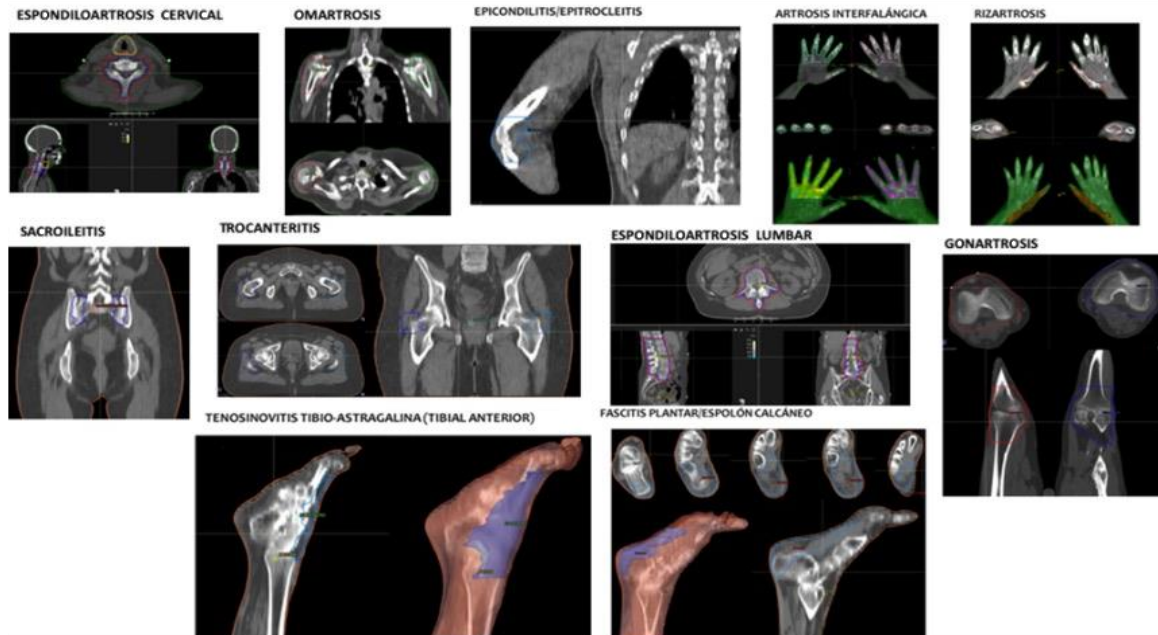 ESPONDILOARTROSIS CERVICAL
OMARTROSIS
EPICONDILITIS/EPITROCLEITIS
ARTROSIS INTERFALÁNGICA
RIZARTROSIS
SACROILEITIS
TROCANTERITIS
ESPONDILOARTROSIS LUMBAR
GONARTROSIS
TENOSINOVITIS TIBIO-ASTRAGALINA (TIBIAL ANTERIOR)
FASCITIS PLANTAR/ESPOLÓN CALCÁNEO